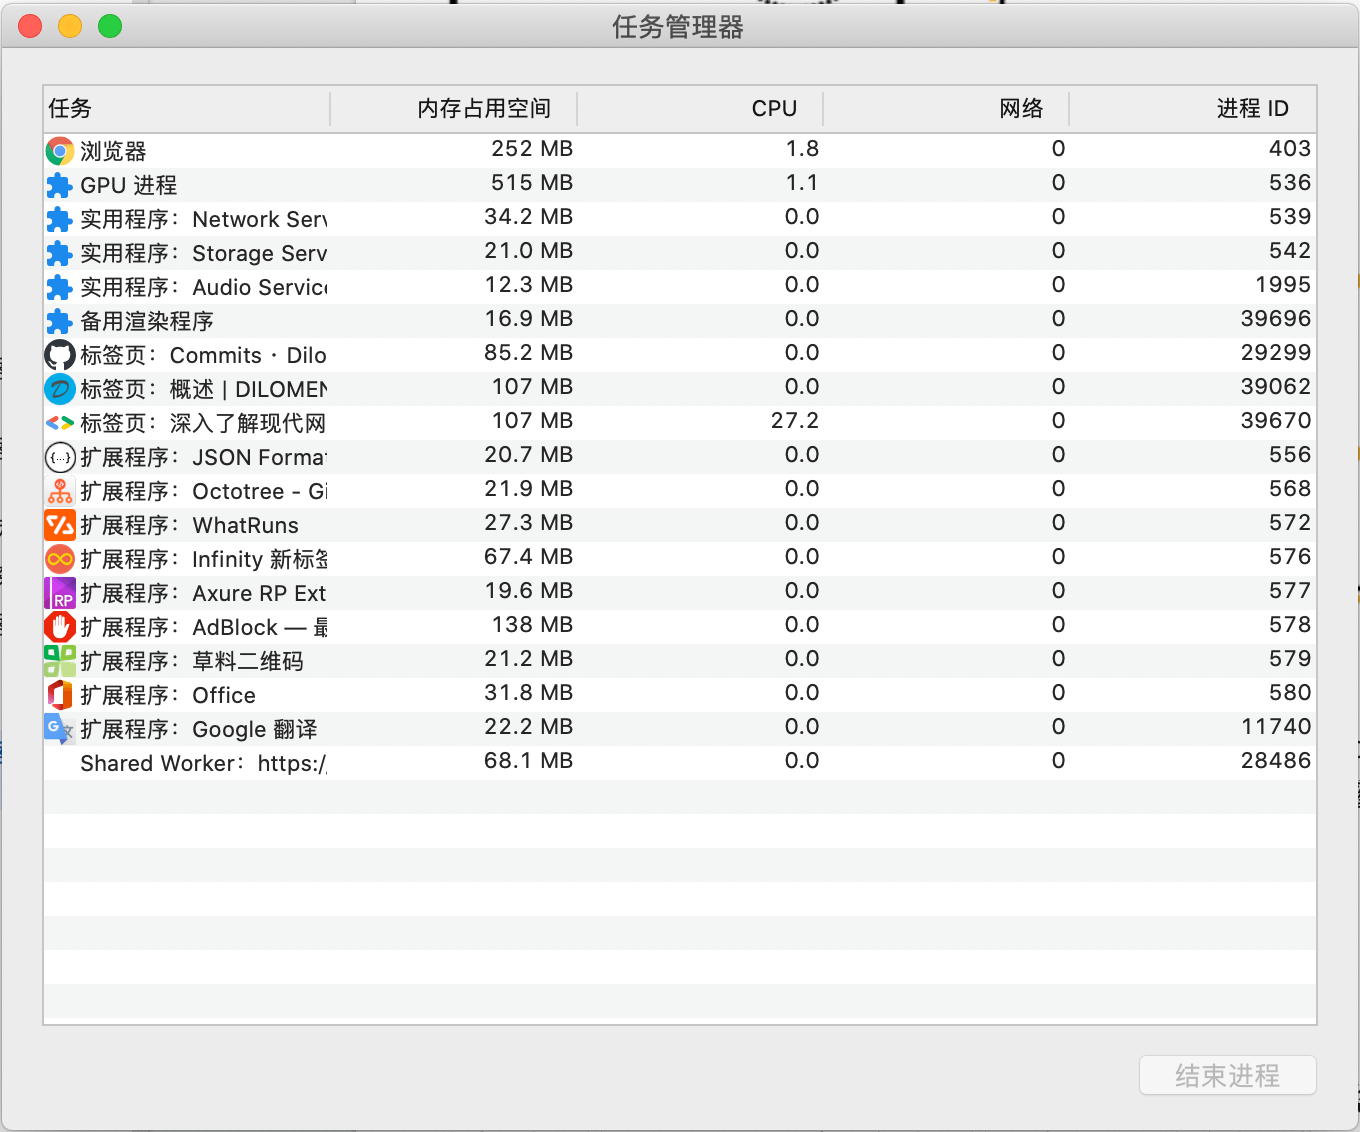 任务管理器
任务 内存占用空间 CPU 网络 进程 ID
浏览器 252 MB 1.8 0 403
GPU 进程 515 MB 1.1 0 536
实用程序：Network Serv 34.2 MB 0.0 0 539
实用程序：Storage Serv 21.0 MB 0.0 0 542
实用程序：Audio Service 12.3 MB 0.0 0 1995
备用渲染程序 16.9 MB 0.0 0 39696
标签页：Commits · Dilo 85.2 MB 0.0 0 29299
标签页：概述 | DILOMEN 107 MB 0.0 0 39062
标签页：深入了解现代网 107 MB 27.2 0 39670
扩展程序：JSON Format 20.7 MB 0.0 0 556
扩展程序：Octotree - Gi 21.9 MB 0.0 0 568
扩展程序：WhatRuns 27.3 MB 0.0 0 572
扩展程序：Infinity 新标签 67.4 MB 0.0 0 576
RP 扩展程序：Axure RP Ext 19.6 MB 0.0 0 577
扩展程序：AdBlock — 最 138 MB 0.0 0 578
扩展程序：草料二维码 21.2 MB 0.0 0 579
扩展程序：Office 31.8 MB 0.0 0 580
扩展程序：Google 翻译 22.2 MB 0.0 0 11740
Shared Worker：https:/ 68.1 MB 0.0 0 28486
结束进程